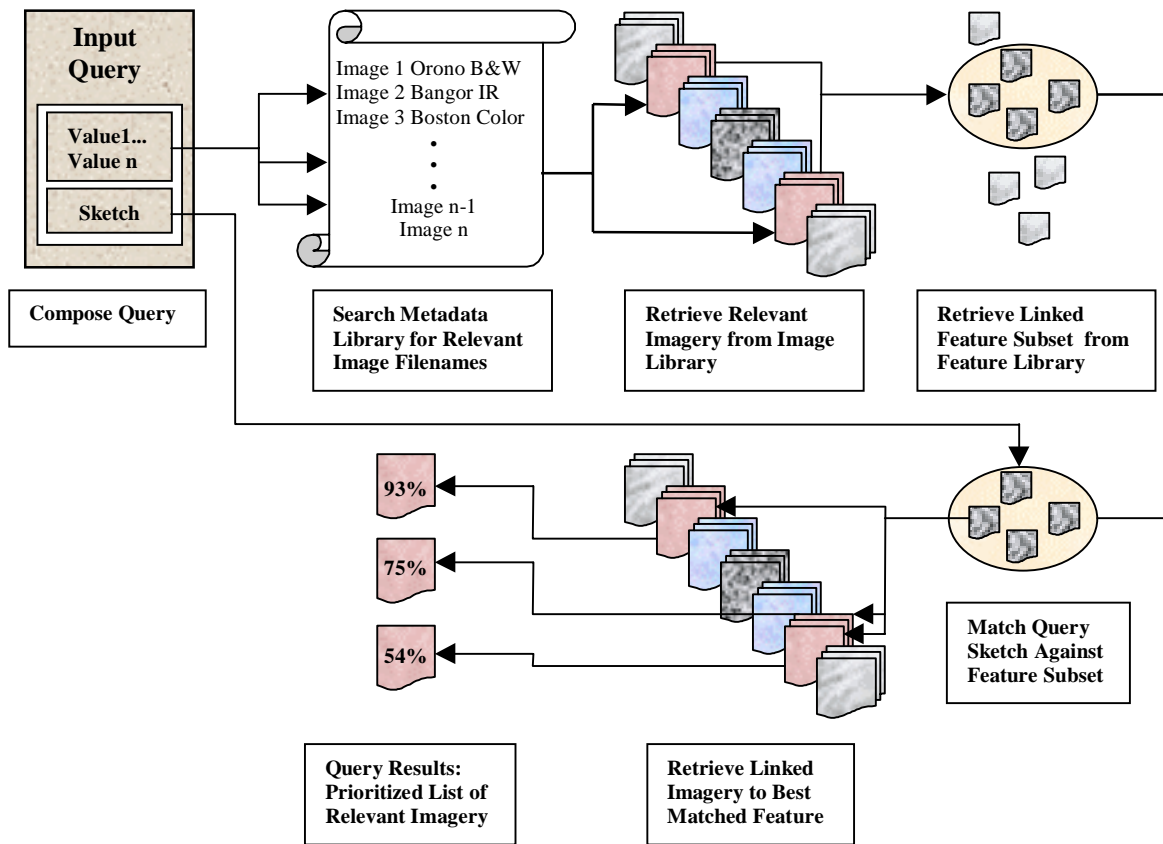 Input
Query
Value1...
Value n
Sketch
Compose Query
Image 1 Orono B&W
Image 2 Bangor IR
Image 3 Boston Color
•
•
•
Image n-1
Image n
Search Metadata
Library for Relevant
Image Filenames
Retrieve Relevant
Imagery from Image
Library
Retrieve Linked
Feature Subset from
Feature Library
93%
75%
54%
Match Query
Sketch Against
Feature Subset
Query Results:
Prioritized List of
Relevant Imagery
Retrieve Linked
Imagery to Best
Matched Feature